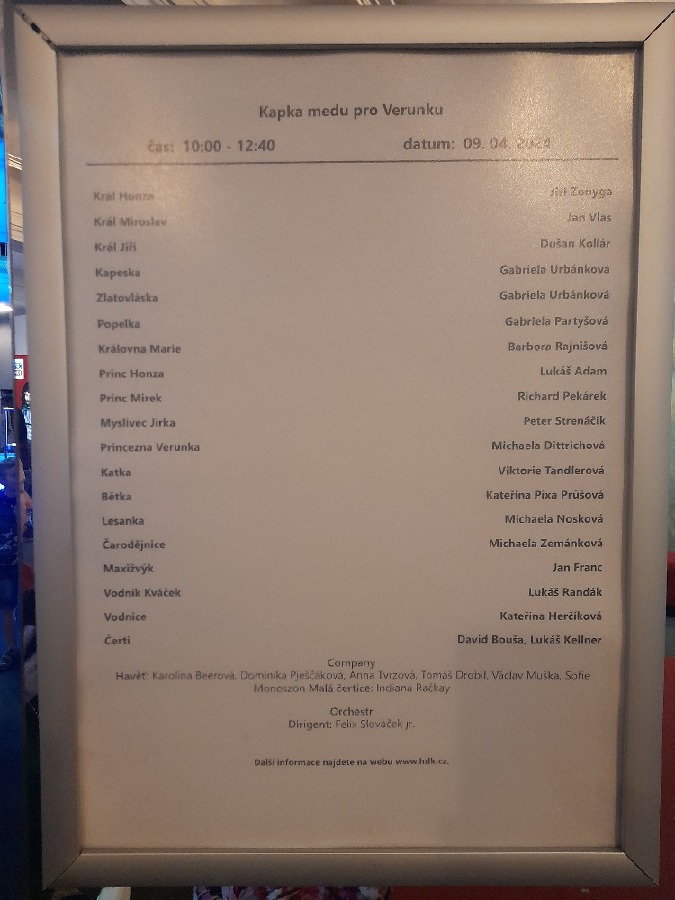 Kapka medu pro Verunku
čas: 10:00 - 12:40 datum: 09. 04. 2024
Král Honza Jiří Zonyga
Král Miroslav Jan Vlas
Král Jiří Dušan Kollár
Kapeska Gabriela Urbánkova
Zlatovláska Gabriela Urbánková
Popelka Gabriela Partyšová
Královna Marie Barbora Rajnišová
Princ Honza Lukáš Adam
Princ Mirek Richard Pekárek
Myslivec Jirka Peter Strenáčik
Princezna Verunka Michaela Dittrichová
Katka Viktorie Tandlerová
Bětka Kateřina Pixa Průšová
Lesanka Michaela Nosková
Čarodějnice Michaela Zemánková
Maxižvýk Jan Franc
Vodník Kváček Lukáš Randák
Vodnice Kateřina Herčíková
Čerti David Bouša, Lukáš Kellner
Company
Havěť: Karolina Beerová, Dominika Pješčáková, Anna Tvrzová, Tomáš Drobil, Václav Muška, Sofie
Monoszon Malá čertice: Indiana Račkay
Orchestr
Dirigent: Felix Slováček jr.
Další informace najdete na webu www.hdk.cz.